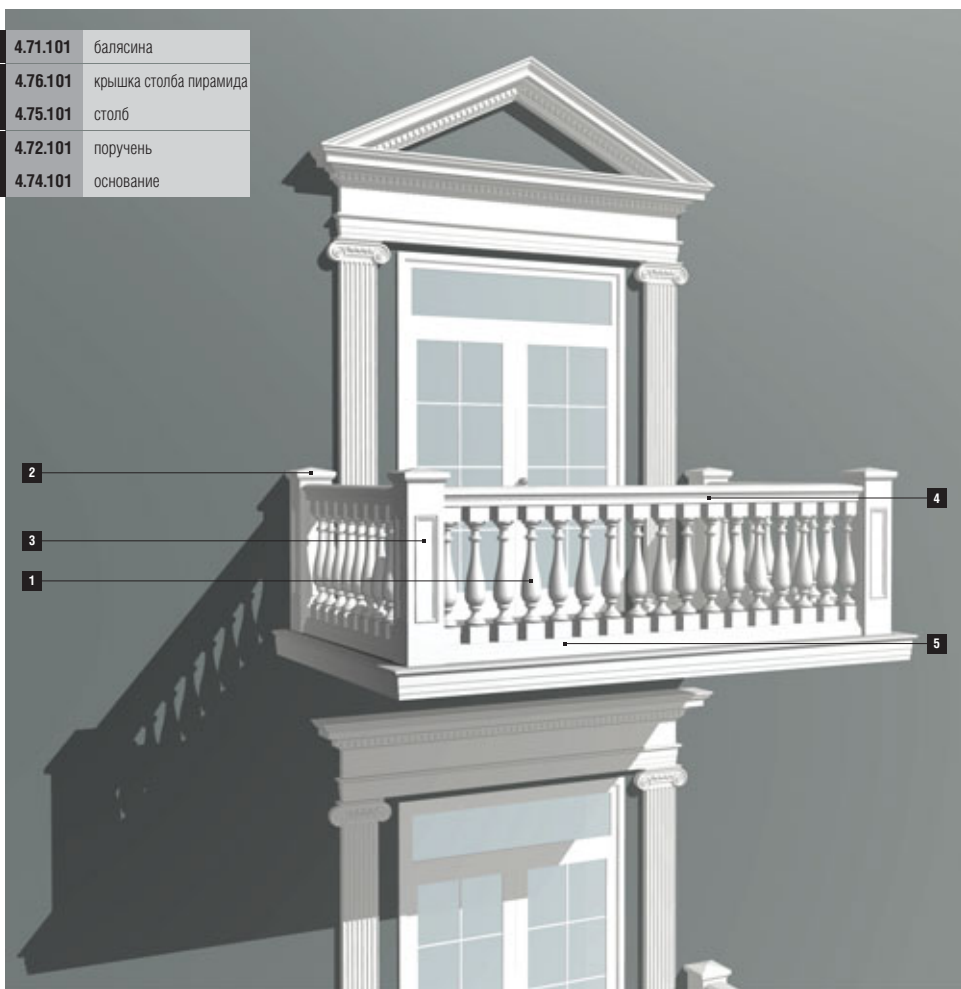 4.71.101 балясина
4.76.101 крышка столба пирамида
4.75.101 столб
4.72.101 поручень
4.74.101 основание
2
4
3
1
5